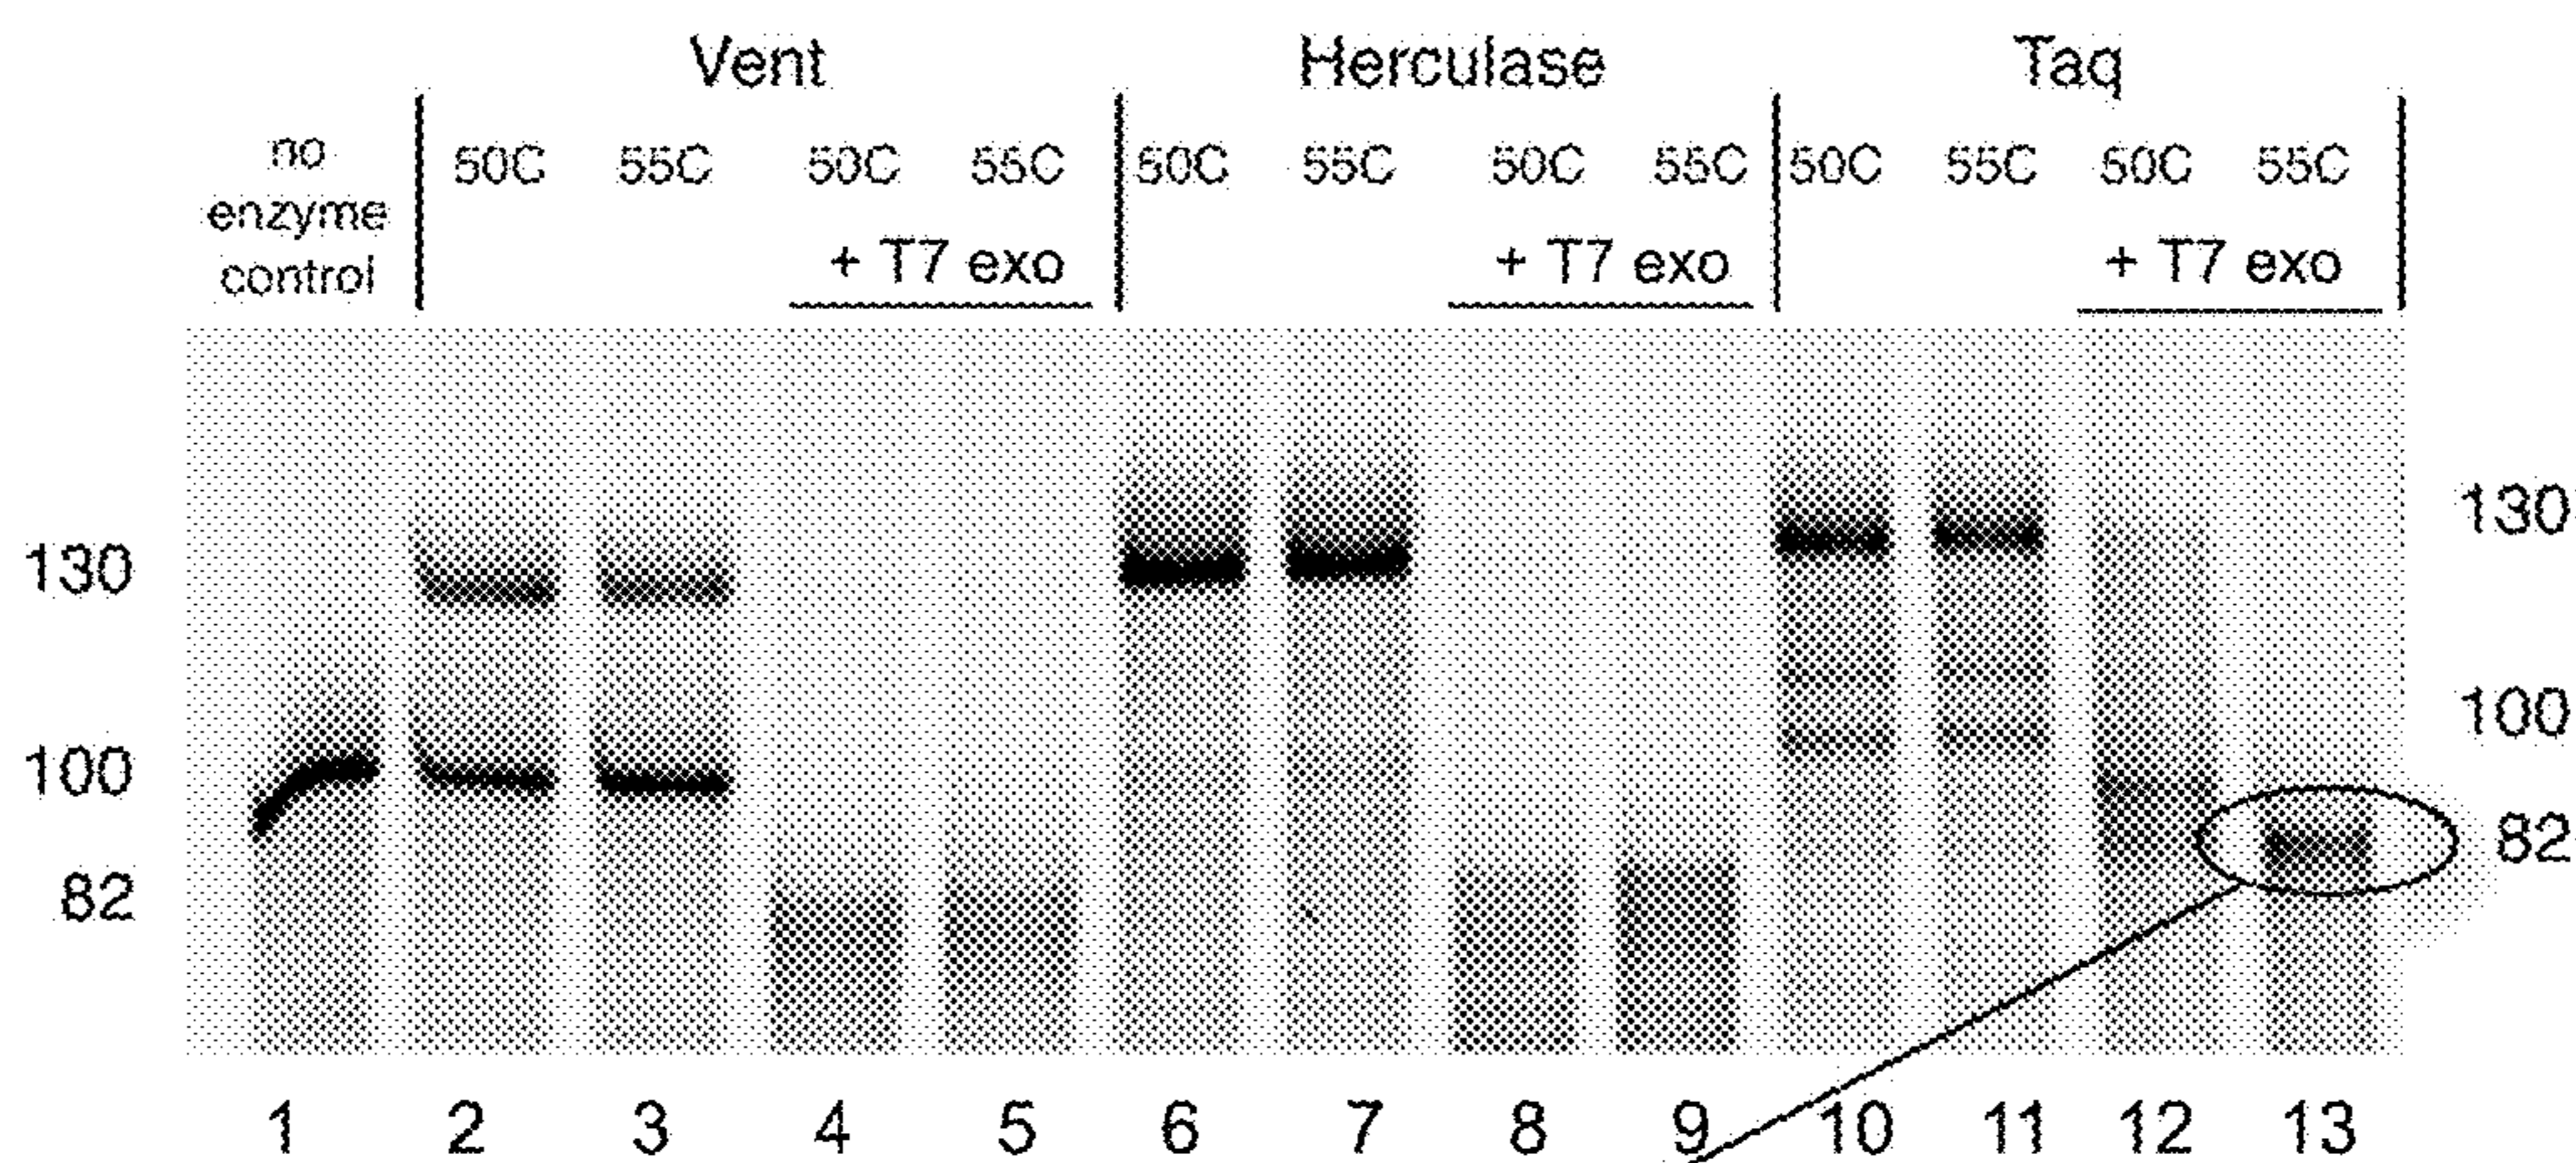 Vent Herculase Taq
no enzyme control
50C 55C 50C 55C 50C 55C 50C 55C 50C 55C 50C 55C
+ T7 exo + T7 exo + T7 exo
130 130
100 100
82 82
1 2 3 4 5 6 7 8 9 10 11 12 13